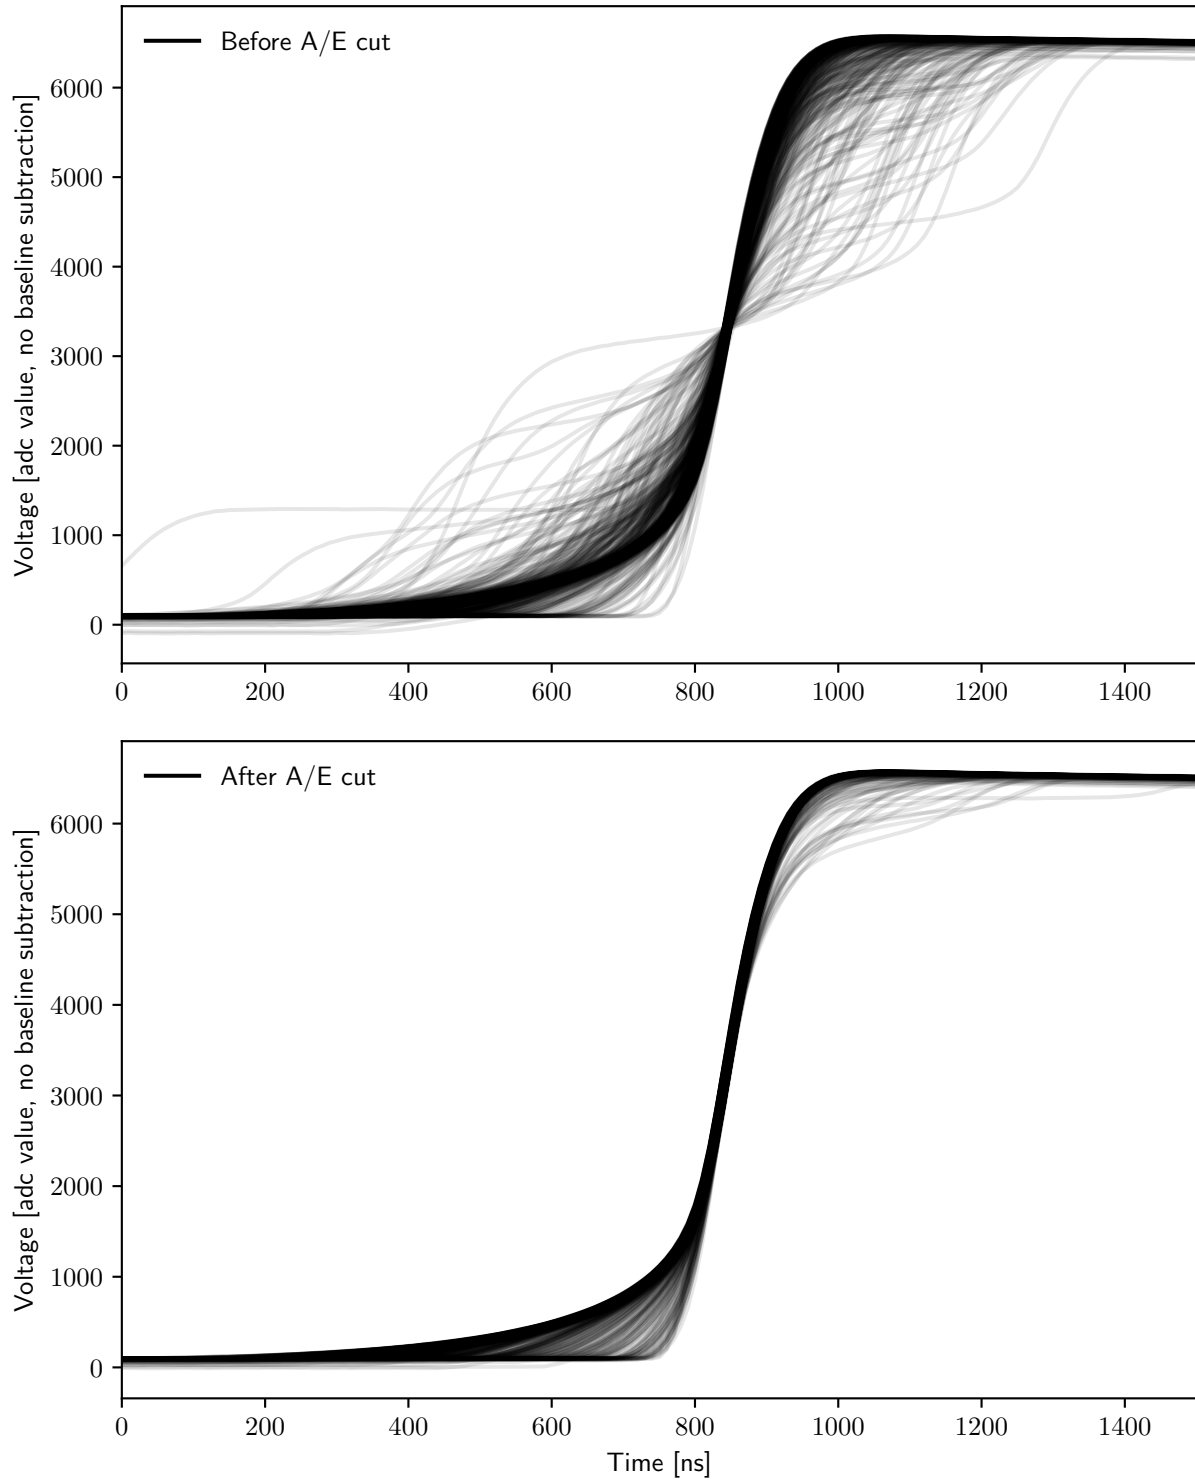 Before A/E cut
Voltage [adc value, no baseline subtraction]
6000
5000
4000
3000
2000
1000
0
0 200 400 600 800 1000 1200 1400
After A/E cut
Voltage [adc value, no baseline subtraction]
6000
5000
4000
3000
2000
1000
0
0 200 400 600 800 1000 1200 1400
Time [ns]